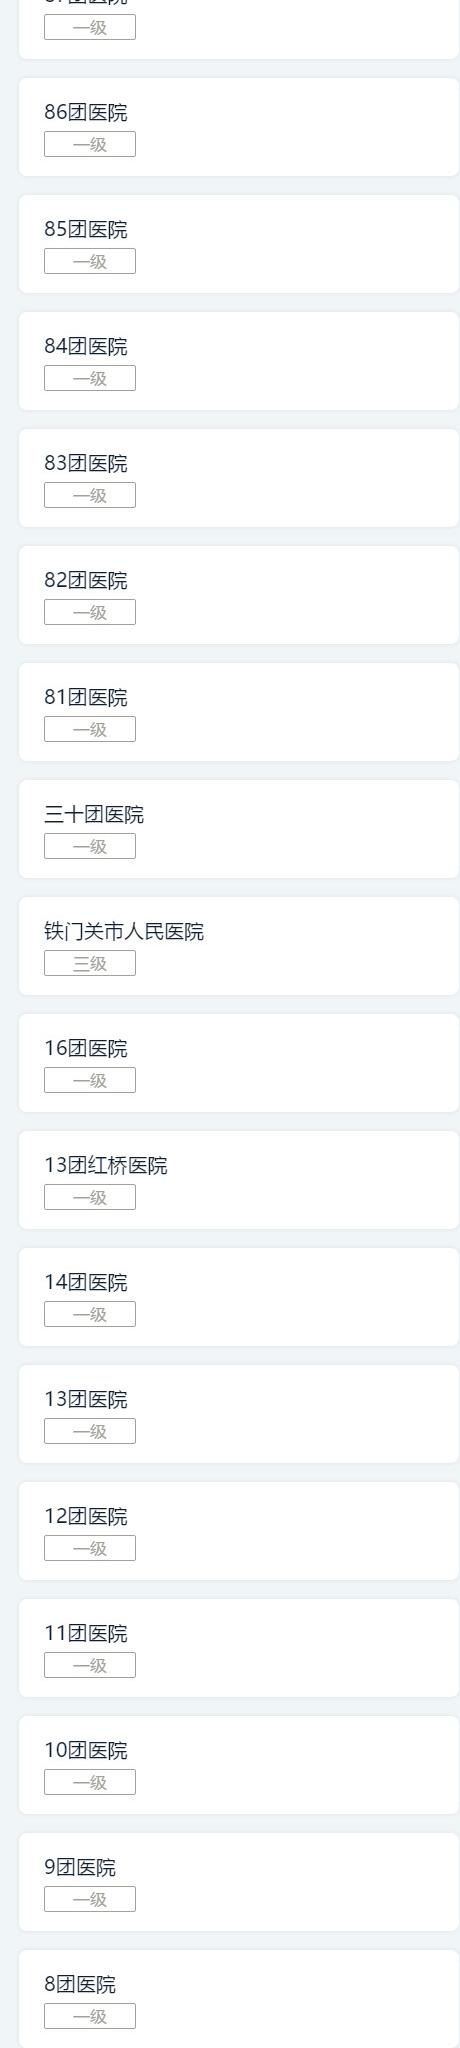 一级
86团医院
一级
85团医院
一级
84团医院
一级
83团医院
一级
82团医院
一级
81团医院
一级
三十团医院
一级
铁门关市人民医院
三级
16团医院
一级
13团红桥医院
一级
14团医院
一级
13团医院
一级
12团医院
一级
11团医院
一级
10团医院
一级
9团医院
一级
8团医院
一级